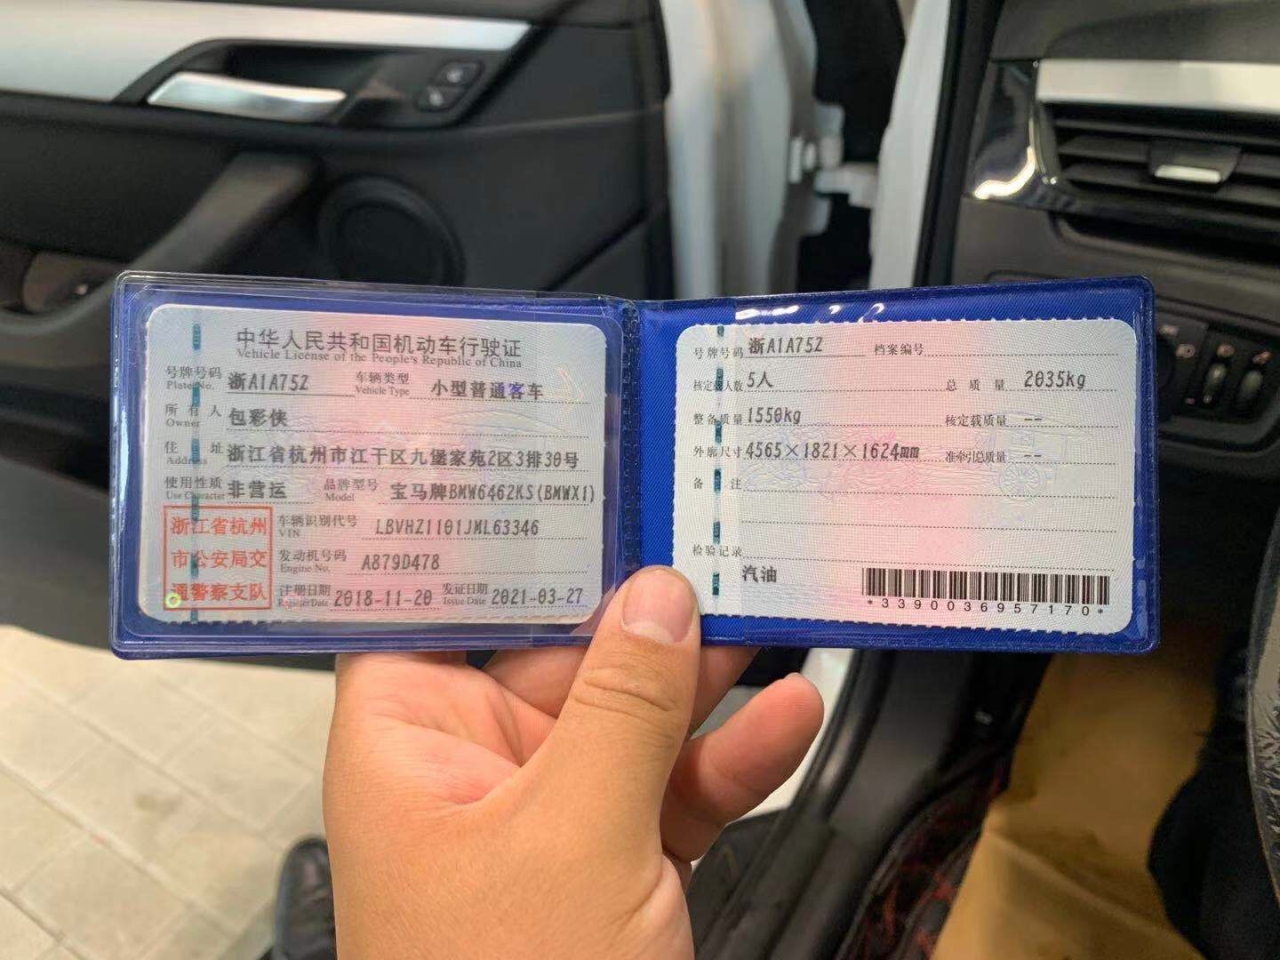 中华人民共和国机动车行驶证
Vehicle License of the People's Republic of China
号牌号码 浙A1A75Z 车辆类型 小型普通客车
Plate No. Vehicle Type
所有人 包彩侠
Owner
住址 浙江省杭州市江干区九堡家苑2区3排30号
Address
使用性质 非营运 品牌型号 宝马牌BMW6462KS(BMWX1)
Use Character Model
浙江省杭州
市公安局交
通警察支队
车辆识别代号 LBVHZ1101JML63346
VIN
发动机号码 A879D478
Engine No.
注册日期 2018-11-20 发证日期 2021-03-27
Register Date Issue Date
号牌号码 浙A1A75Z 档案编号
核定载人数 5人 总质量 2035kg
整备质量 1550kg 核定载质量 --
外廓尺寸 4565×1821×1624mm 准牵引总质量 --
备注
检验记录
汽油
*3390036957170*